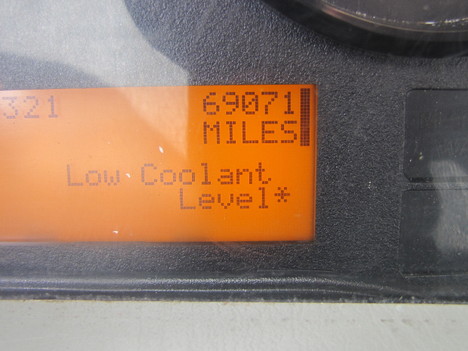 321 69071
MILES
Low Coolant
Level*